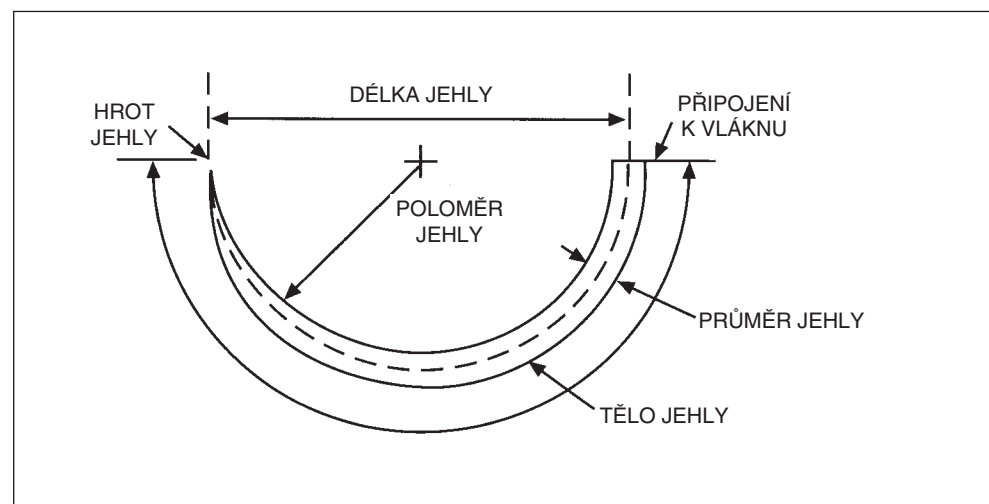 DÉLKA JEHLY
HROT
JEHLY
PŘIPOJENÍ
K VLÁKNU
POLOMĚR
JEHLY
PRŮMĚR JEHLY
TĚLO JEHLY